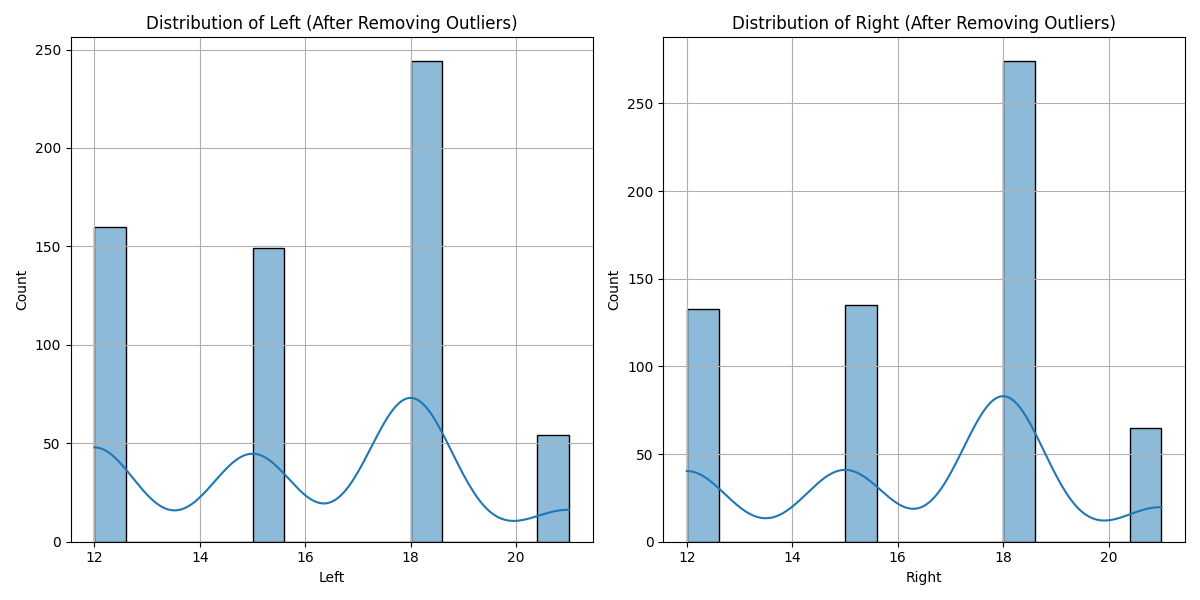 Distribution of Left (After Removing Outliers)
250
200
150
100
50
0
12 14 16 18 20
Count
Left
Distribution of Right (After Removing Outliers)
250
200
150
100
50
0
12 14 16 18 20
Count
Right